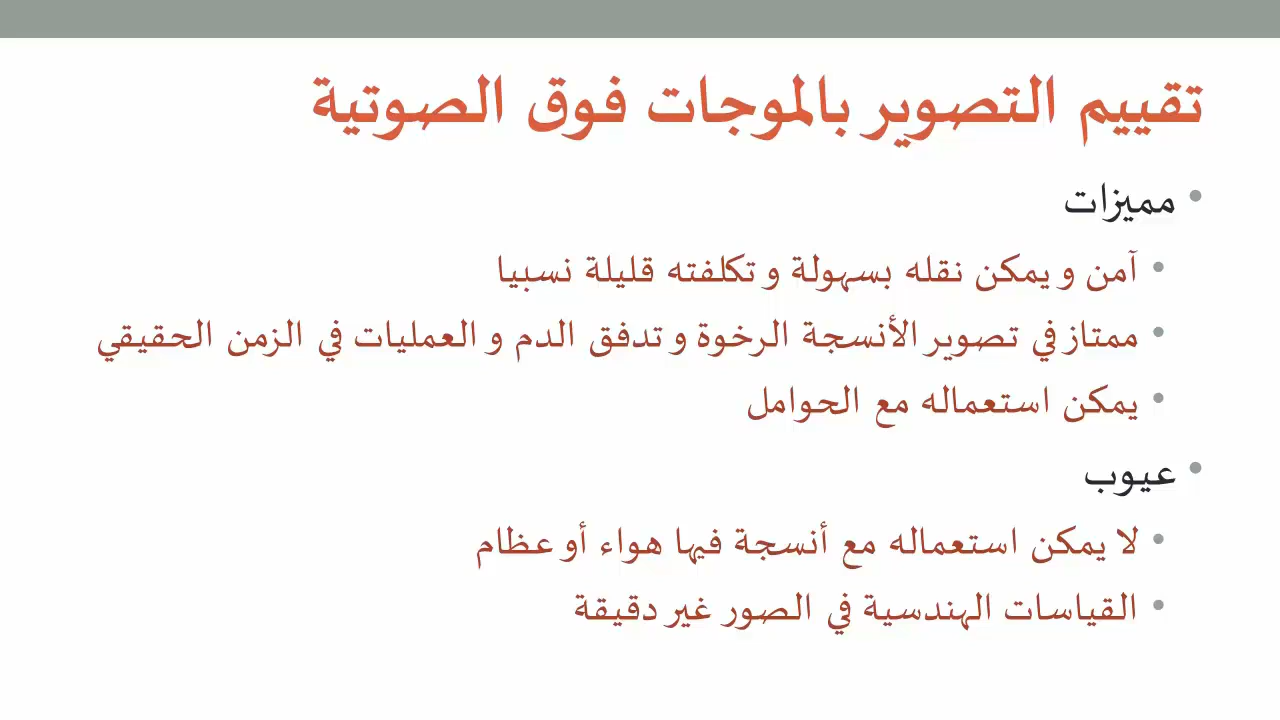 تقييم التصوير بالموجات فوق الصوتية
• مميزات
• آمن و يمكن نقله بسهولة و تكلفته قليلة نسبيا
• ممتاز في تصوير الأنسجة الرخوة و تدفق الدم و العمليات في الزمن الحقيقي
• يمكن استعماله مع الحوامل
• عيوب
• لا يمكن استعماله مع أنسجة فيها هواء أو عظام
• القياسات الهندسية في الصور غير دقيقة